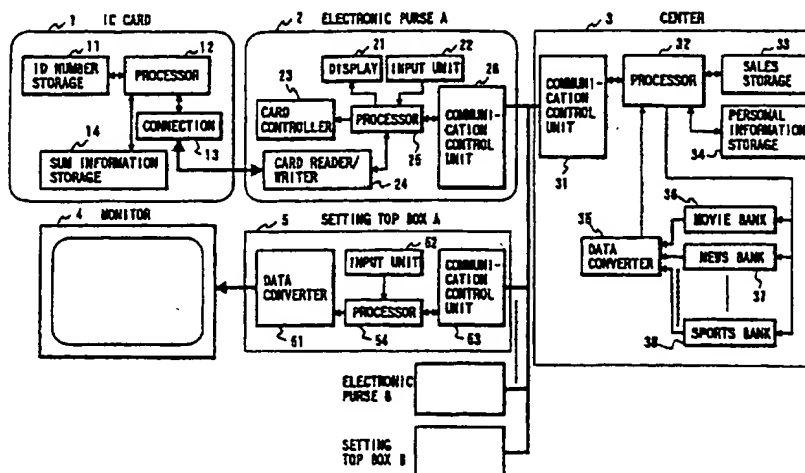 1 IC CARD
11
12
ID NUMBER
STORAGE
PROCESSOR
CONNECTION
13
14
SUM INFORMATION
STORAGE
2 ELECTRONIC PURSE A
21
22
DISPLAY
INPUT UNIT
23
26
CARD
CONTROLLER
PROCESSOR
25
COMMUNI-
CATION
CONTROL
UNIT
CARD READER/
WRITER
24
3 CENTER
32
33
COMMUNI-
CATION
CONTROL
UNIT
31
PROCESSOR
SALES
STORAGE
PERSONAL
INFORMATION
STORAGE
34
35
36
DATA
CONVERTER
MOVIE BANK
NEWS BANK
37
SPORTS BANK
38
4 MONITOR
5 SETTING TOP BOX A
52
INPUT UNIT
DATA
CONVERTER
51
PROCESSOR
54
COMMUNI-
CATION
CONTROL
UNIT
53
ELECTRONIC
PURSE B
SETTING
TOP BOX B